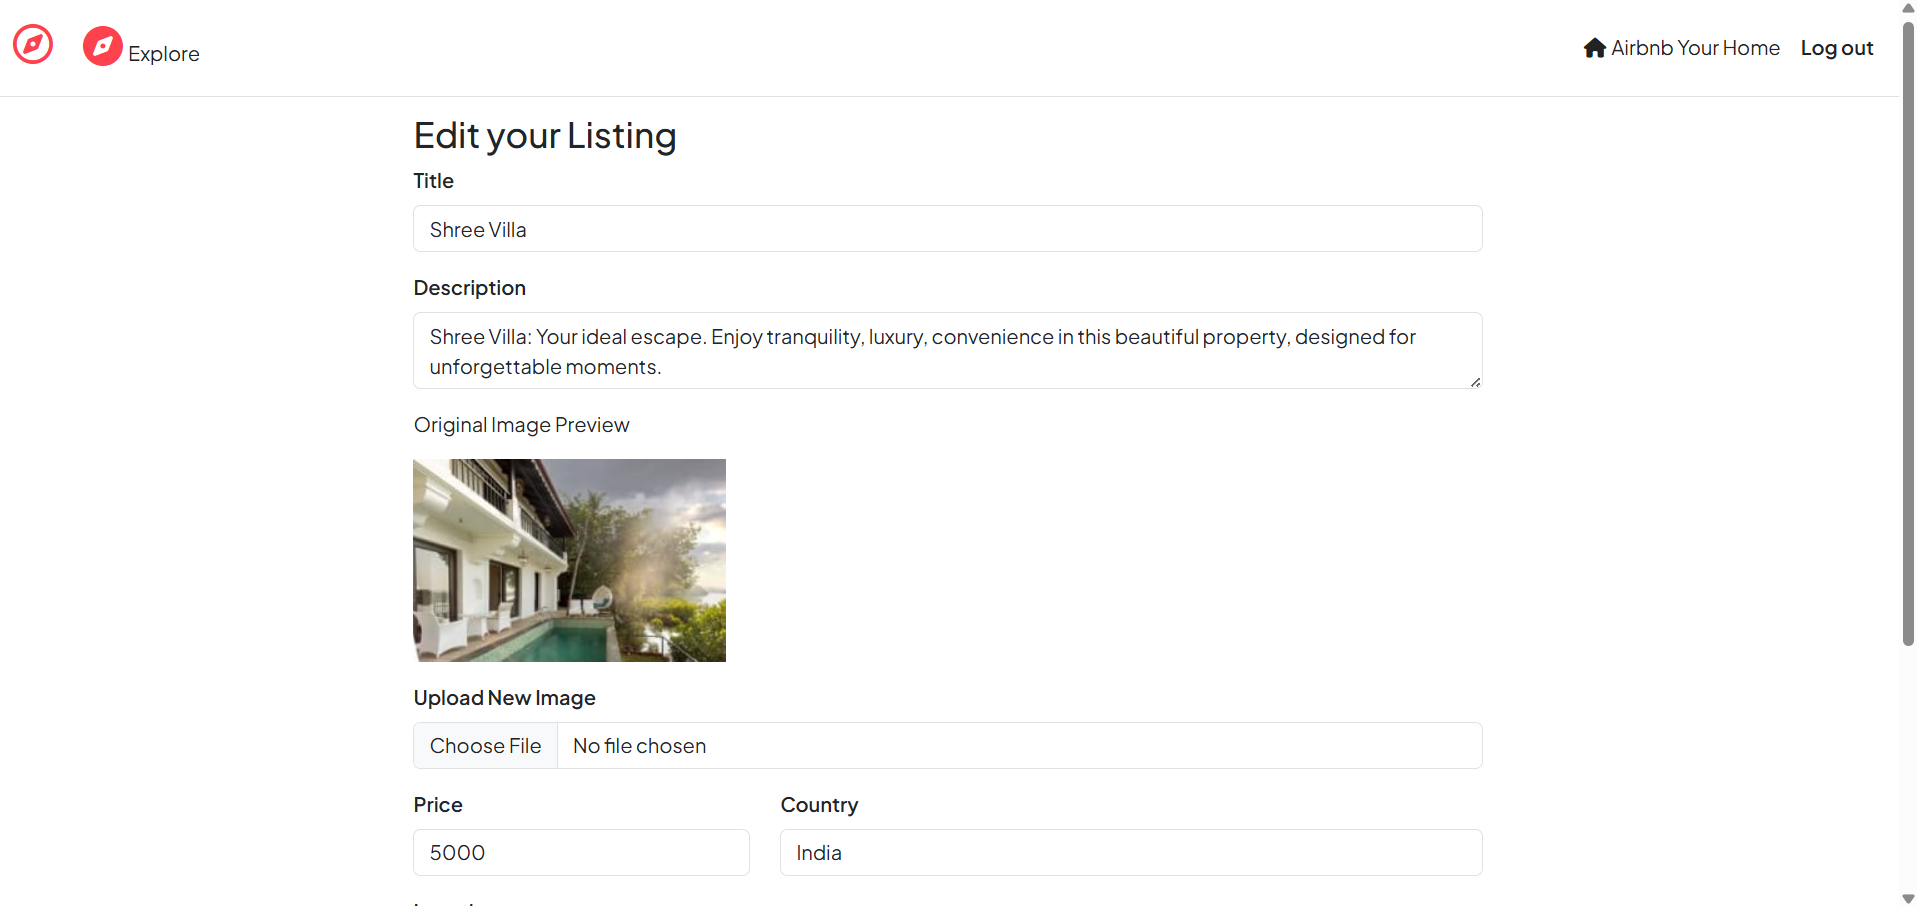 Explore
Airbnb Your Home
Log out
Edit your Listing
Title
Shree Villa
Description
Shree Villa: Your ideal escape. Enjoy tranquility, luxury, convenience in this beautiful property, designed for
unforgettable moments.
Original Image Preview
Upload New Image
Choose File
No file chosen
Price
Country
5000
India